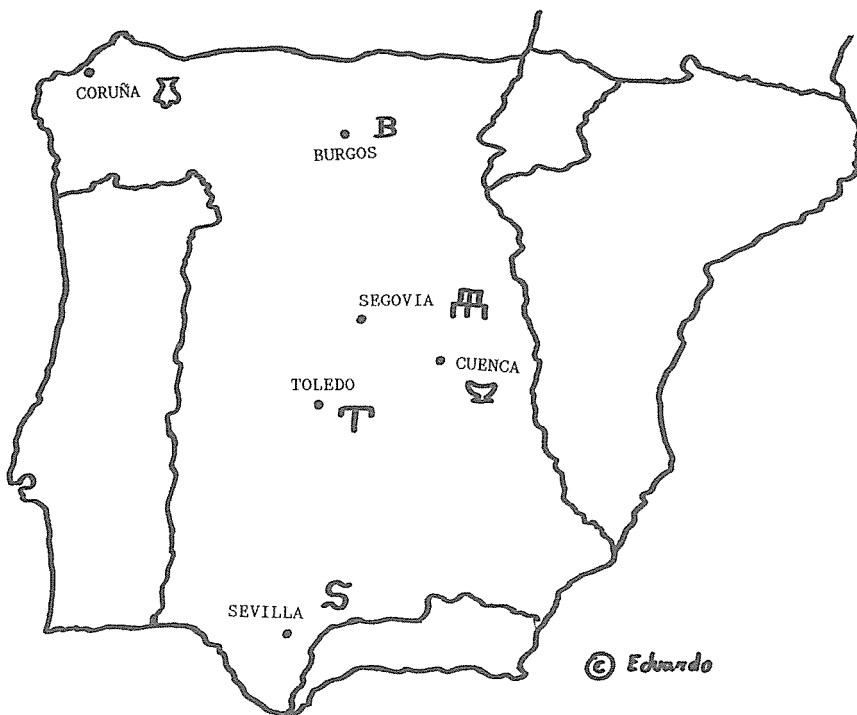 CORUÑA
B
BURGOS
SEGOVIA
CUENCA
TOLEDO
T
S
SEVILLA
© Eduardo